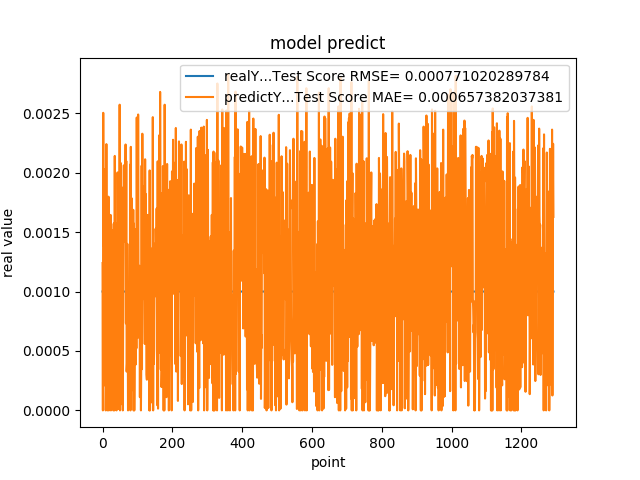 model predict
realY...Test Score RMSE= 0.000771020289784
predictY...Test Score MAE= 0.000657382037381
0.0025
0.0020
0.0015
0.0010
0.0005
0.0000
real value
0 200 400 600 800 1000 1200
point